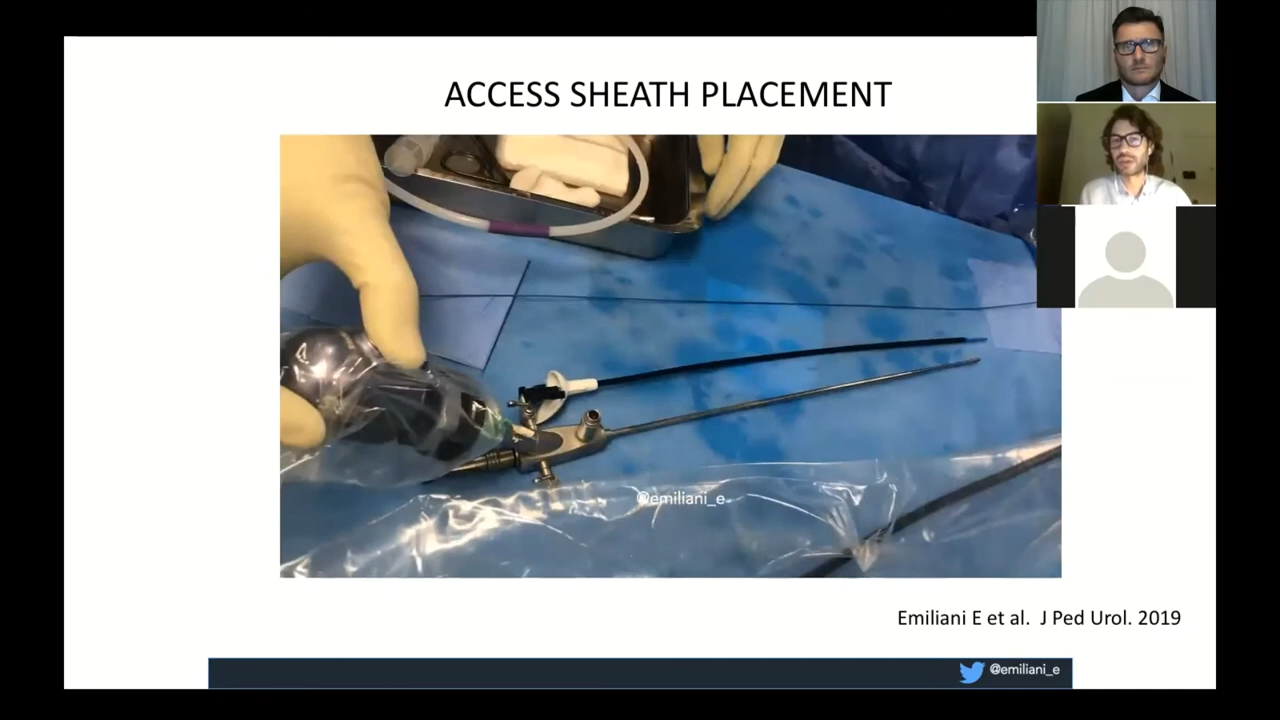 ACCESS SHEATH PLACEMENT
@emiliani_e
Emiliani E et al. J Ped Urol. 2019
@emiliani_e